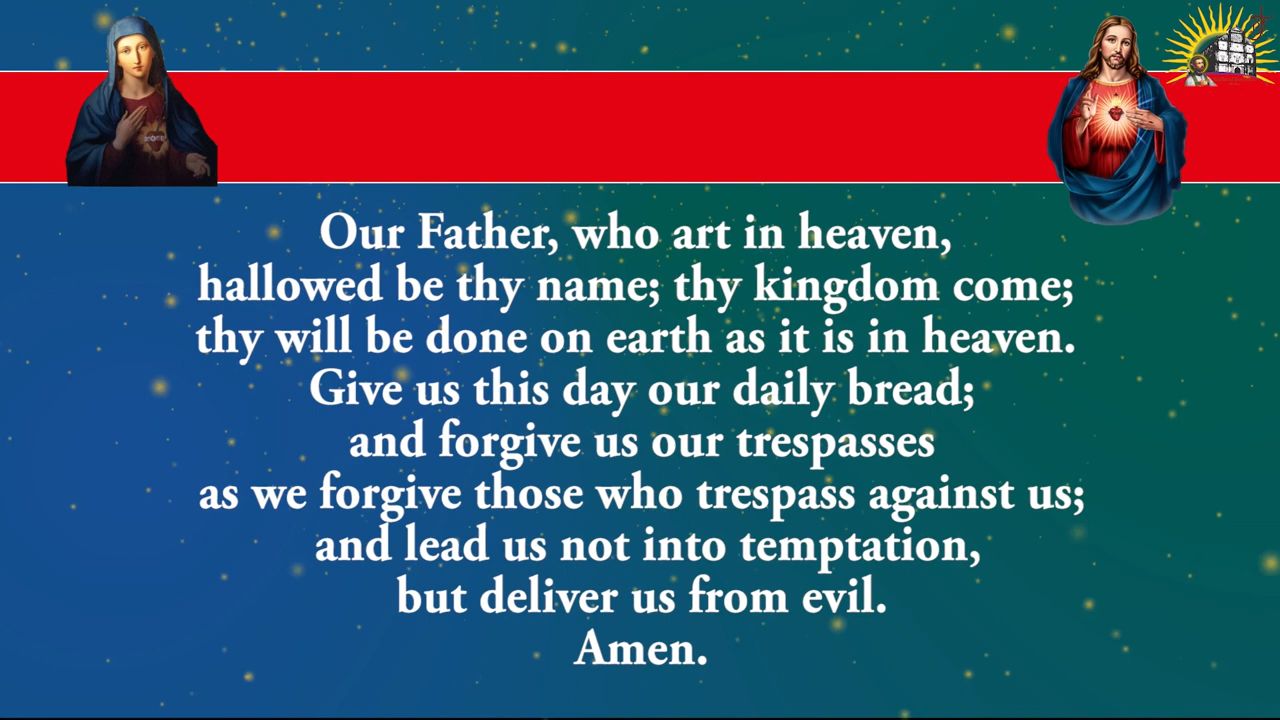 Our Father, who art in heaven,
hallowed be thy name; thy kingdom come;
thy will be done on earth as it is in heaven.
Give us this day our daily bread;
and forgive us our trespasses
as we forgive those who trespass against us;
and lead us not into temptation,
but deliver us from evil.
Amen.